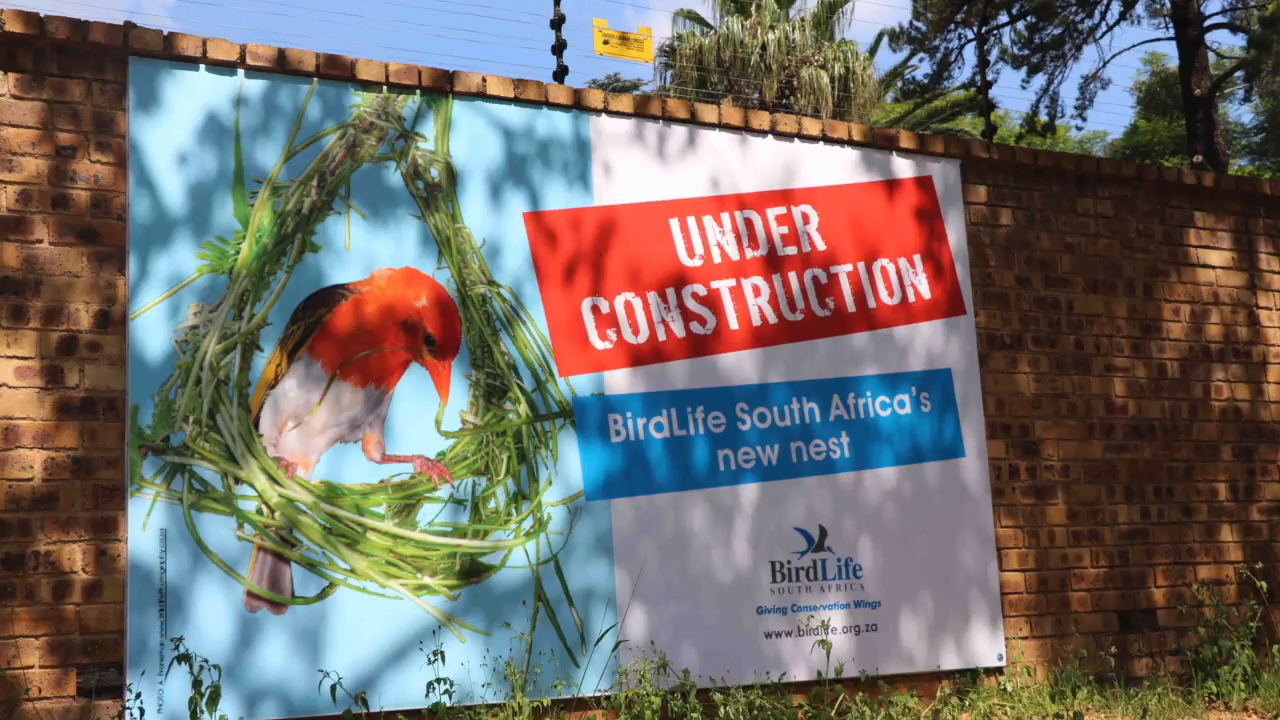 UNDER
CONSTRUCTION
BirdLife South Africa's
new nest
BirdLife
SOUTH AFRICA
Giving Conservation Wings
www.birdlife.org.za